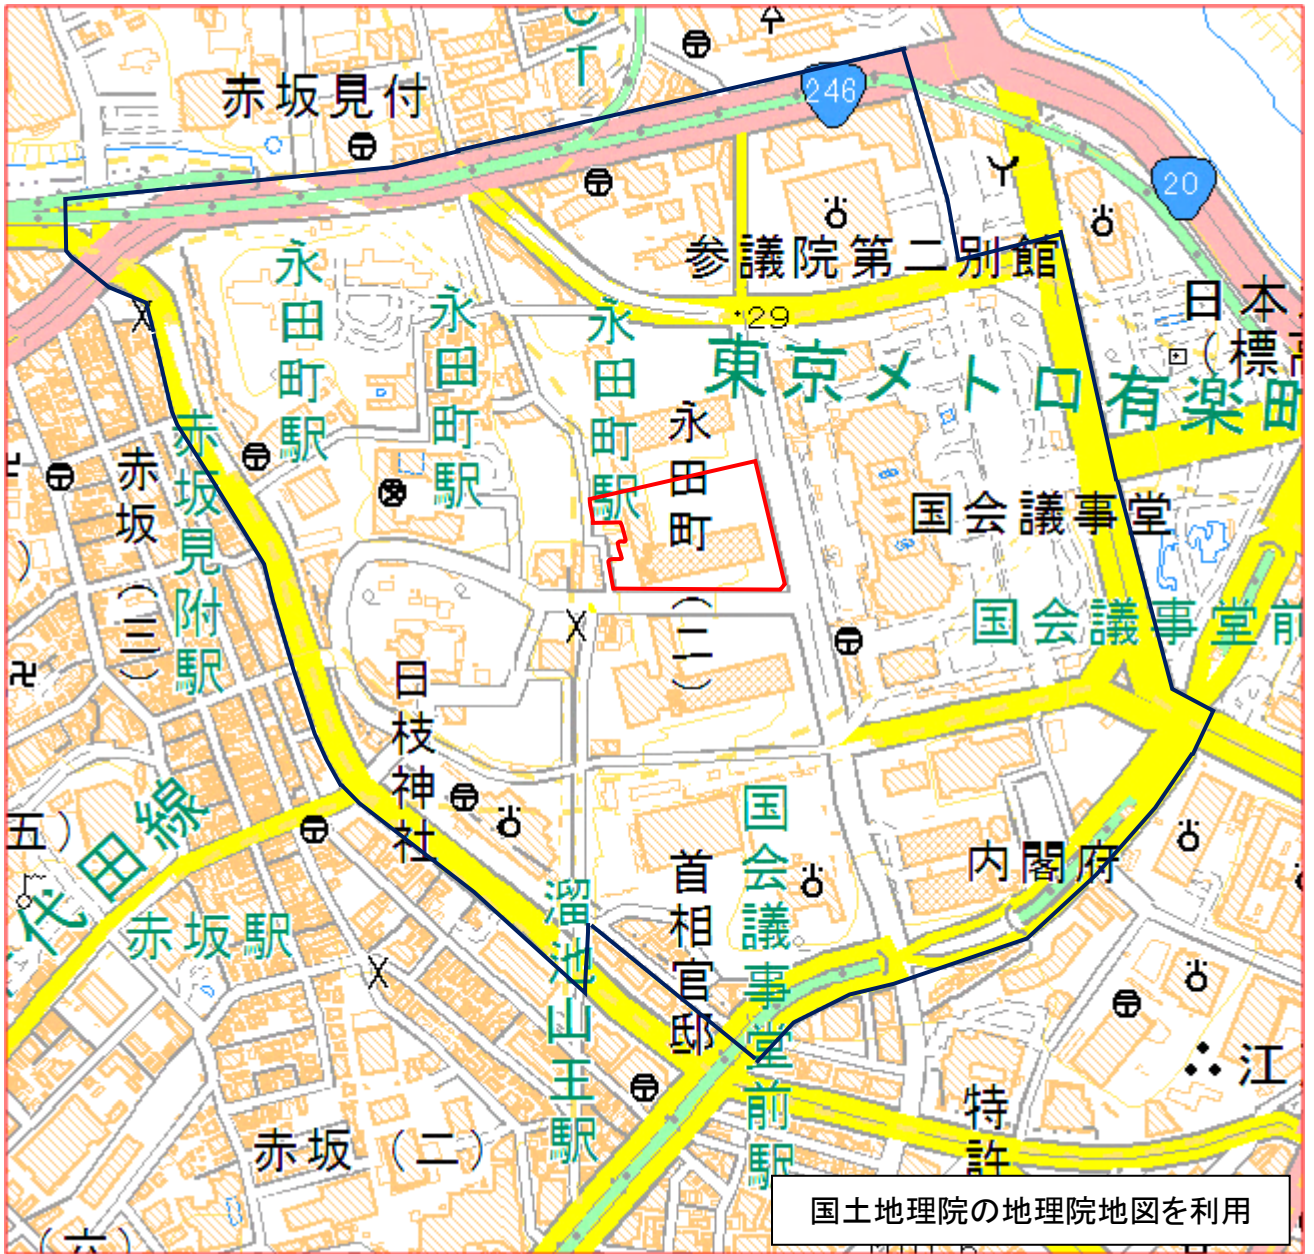 赤坂見付
246
20
参議院第二別館
永田町駅
永田町駅
永田町駅
29
日本
(標高
東京メトロ有楽町
赤坂見附駅
赤坂(三)
永田町(二)
国会議事堂
国会議事堂前
日枝神社
五)
代田線
赤坂駅
溜池山王駅
首相官邸
国会議事堂前駅
内閣府
江
特許
赤坂(二)
(六)
国土地理院の地理院地図を利用